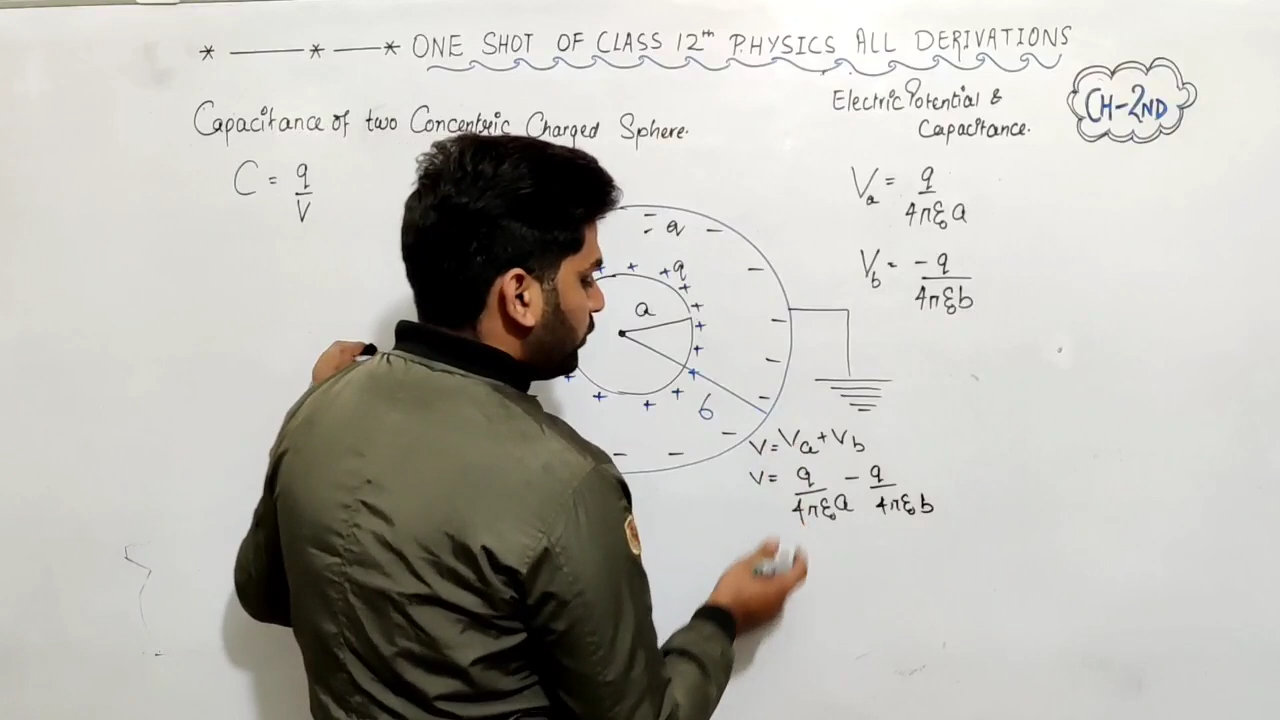 * —— * — * ONE SHOT OF CLASS 12th PHYSICS ALL DERIVATIONS
Electric Potential &
Capacitance.
CH-2ND
Capacitance of two Concentric Charged Sphere.
C = q/V
Va = q/4πε₀a
Vb = -q/4πε₀b
q
a
b
V = Va + Vb
V = q/4πε₀a - q/4πε₀b